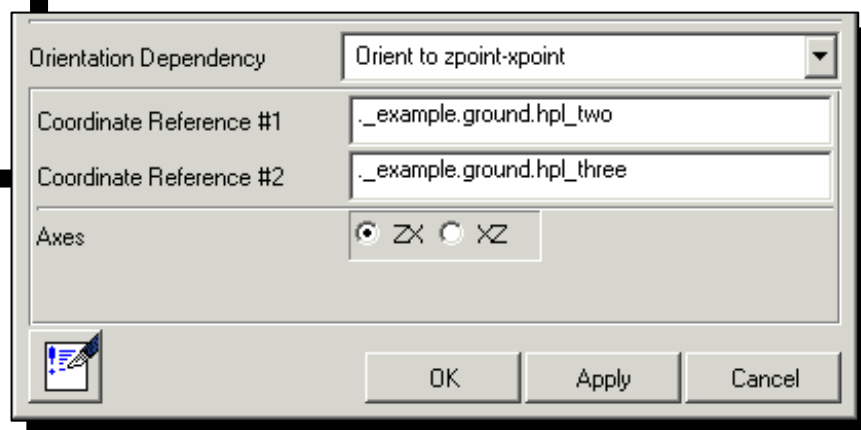 Orientation Dependency Orient to zpoint-xpoint
Coordinate Reference #1 ._example.ground.hpl_two
Coordinate Reference #2 ._example.ground.hpl_three
Axes ZX XZ
OK Apply Cancel